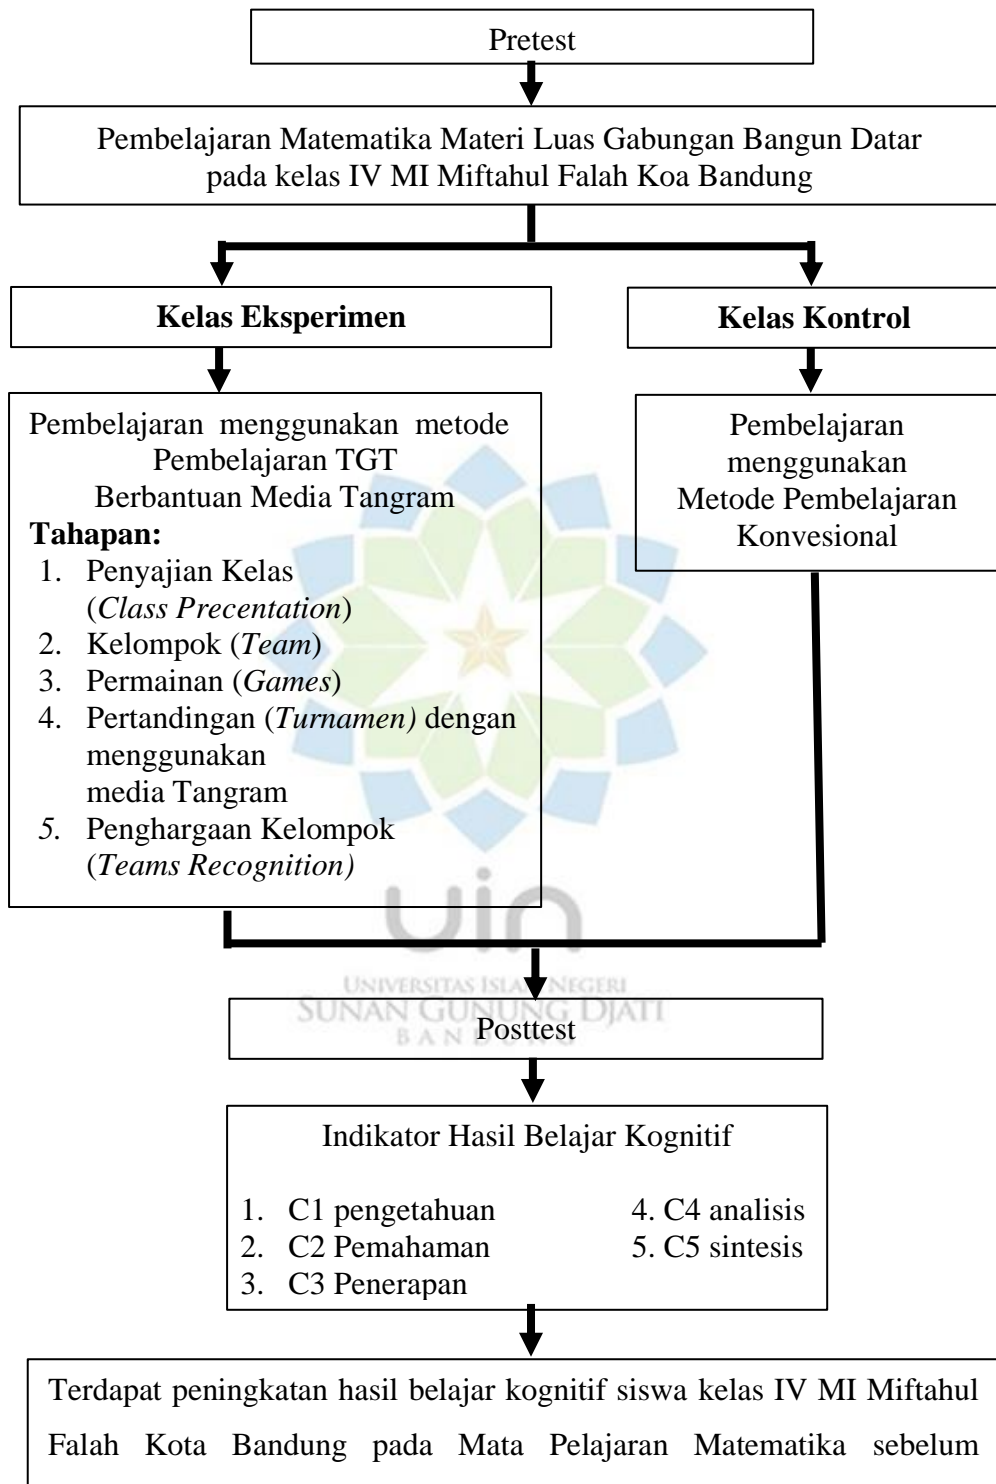 Pretest
Pembelajaran Matematika Materi Luas Gabungan Bangun Datar
pada kelas IV MI Miftahul Falah Koa Bandung
Kelas Eksperimen
Kelas Kontrol
Pembelajaran menggunakan metode
Pembelajaran TGT
Berbantuan Media Tangram
Tahapan:
1. Penyajian Kelas
(Class Precentation)
2. Kelompok (Team)
3. Permainan (Games)
4. Pertandingan (Turnamen) dengan
menggunakan
media Tangram
5. Penghargaan Kelompok
(Teams Recognition)
Pembelajaran
menggunakan
Metode Pembelajaran
Konvesional
uin
UNIVERSITAS ISLAM NEGERI
SUNAN GUNUNG DJATI
BANDUNG
Posttest
Indikator Hasil Belajar Kognitif
1. C1 pengetahuan
2. C2 Pemahaman
3. C3 Penerapan
4. C4 analisis
5. C5 sintesis
Terdapat peningkatan hasil belajar kognitif siswa kelas IV MI Miftahul
Falah Kota Bandung pada Mata Pelajaran Matematika sebelum